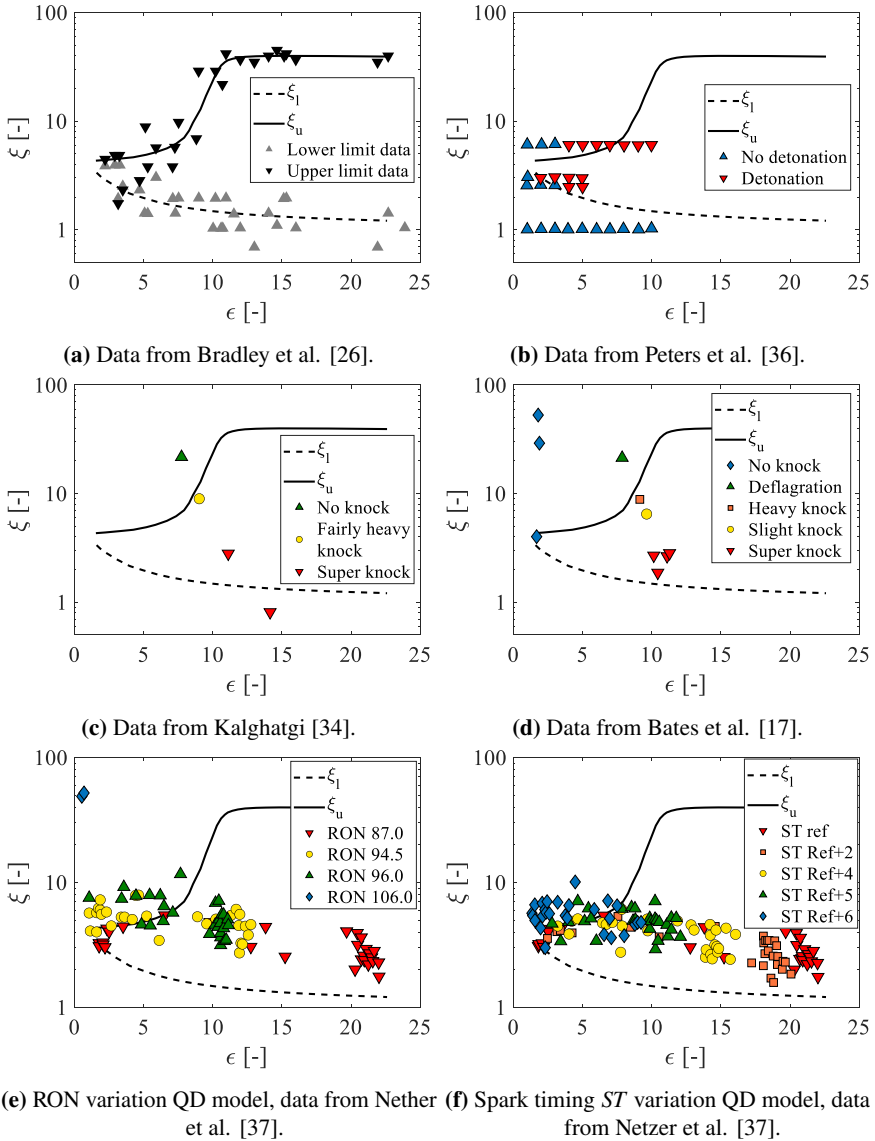 100
10
1
ξ [-]
0 5 10 15 20 25
ϵ [-]
ξl
ξu
Lower limit data
Upper limit data
(a) Data from Bradley et al. [26].
100
10
1
ξ [-]
0 5 10 15 20 25
ϵ [-]
ξl
ξu
No detonation
Detonation
(b) Data from Peters et al. [36].
100
10
1
ξ [-]
0 5 10 15 20 25
ϵ [-]
ξl
ξu
No knock
Fairly heavy
knock
Super knock
(c) Data from Kalghatgi [34].
100
10
1
ξ [-]
0 5 10 15 20 25
ϵ [-]
ξl
ξu
No knock
Deflagration
Heavy knock
Slight knock
Super knock
(d) Data from Bates et al. [17].
100
10
1
ξ [-]
0 5 10 15 20 25
ϵ [-]
ξl
ξu
RON 87.0
RON 94.5
RON 96.0
RON 106.0
(e) RON variation QD model, data from Nether
et al. [37].
100
10
1
ξ [-]
0 5 10 15 20 25
ϵ [-]
ξl
ξu
ST ref
ST Ref+2
ST Ref+4
ST Ref+5
ST Ref+6
(f) Spark timing ST variation QD model, data
from Netzer et al. [37].